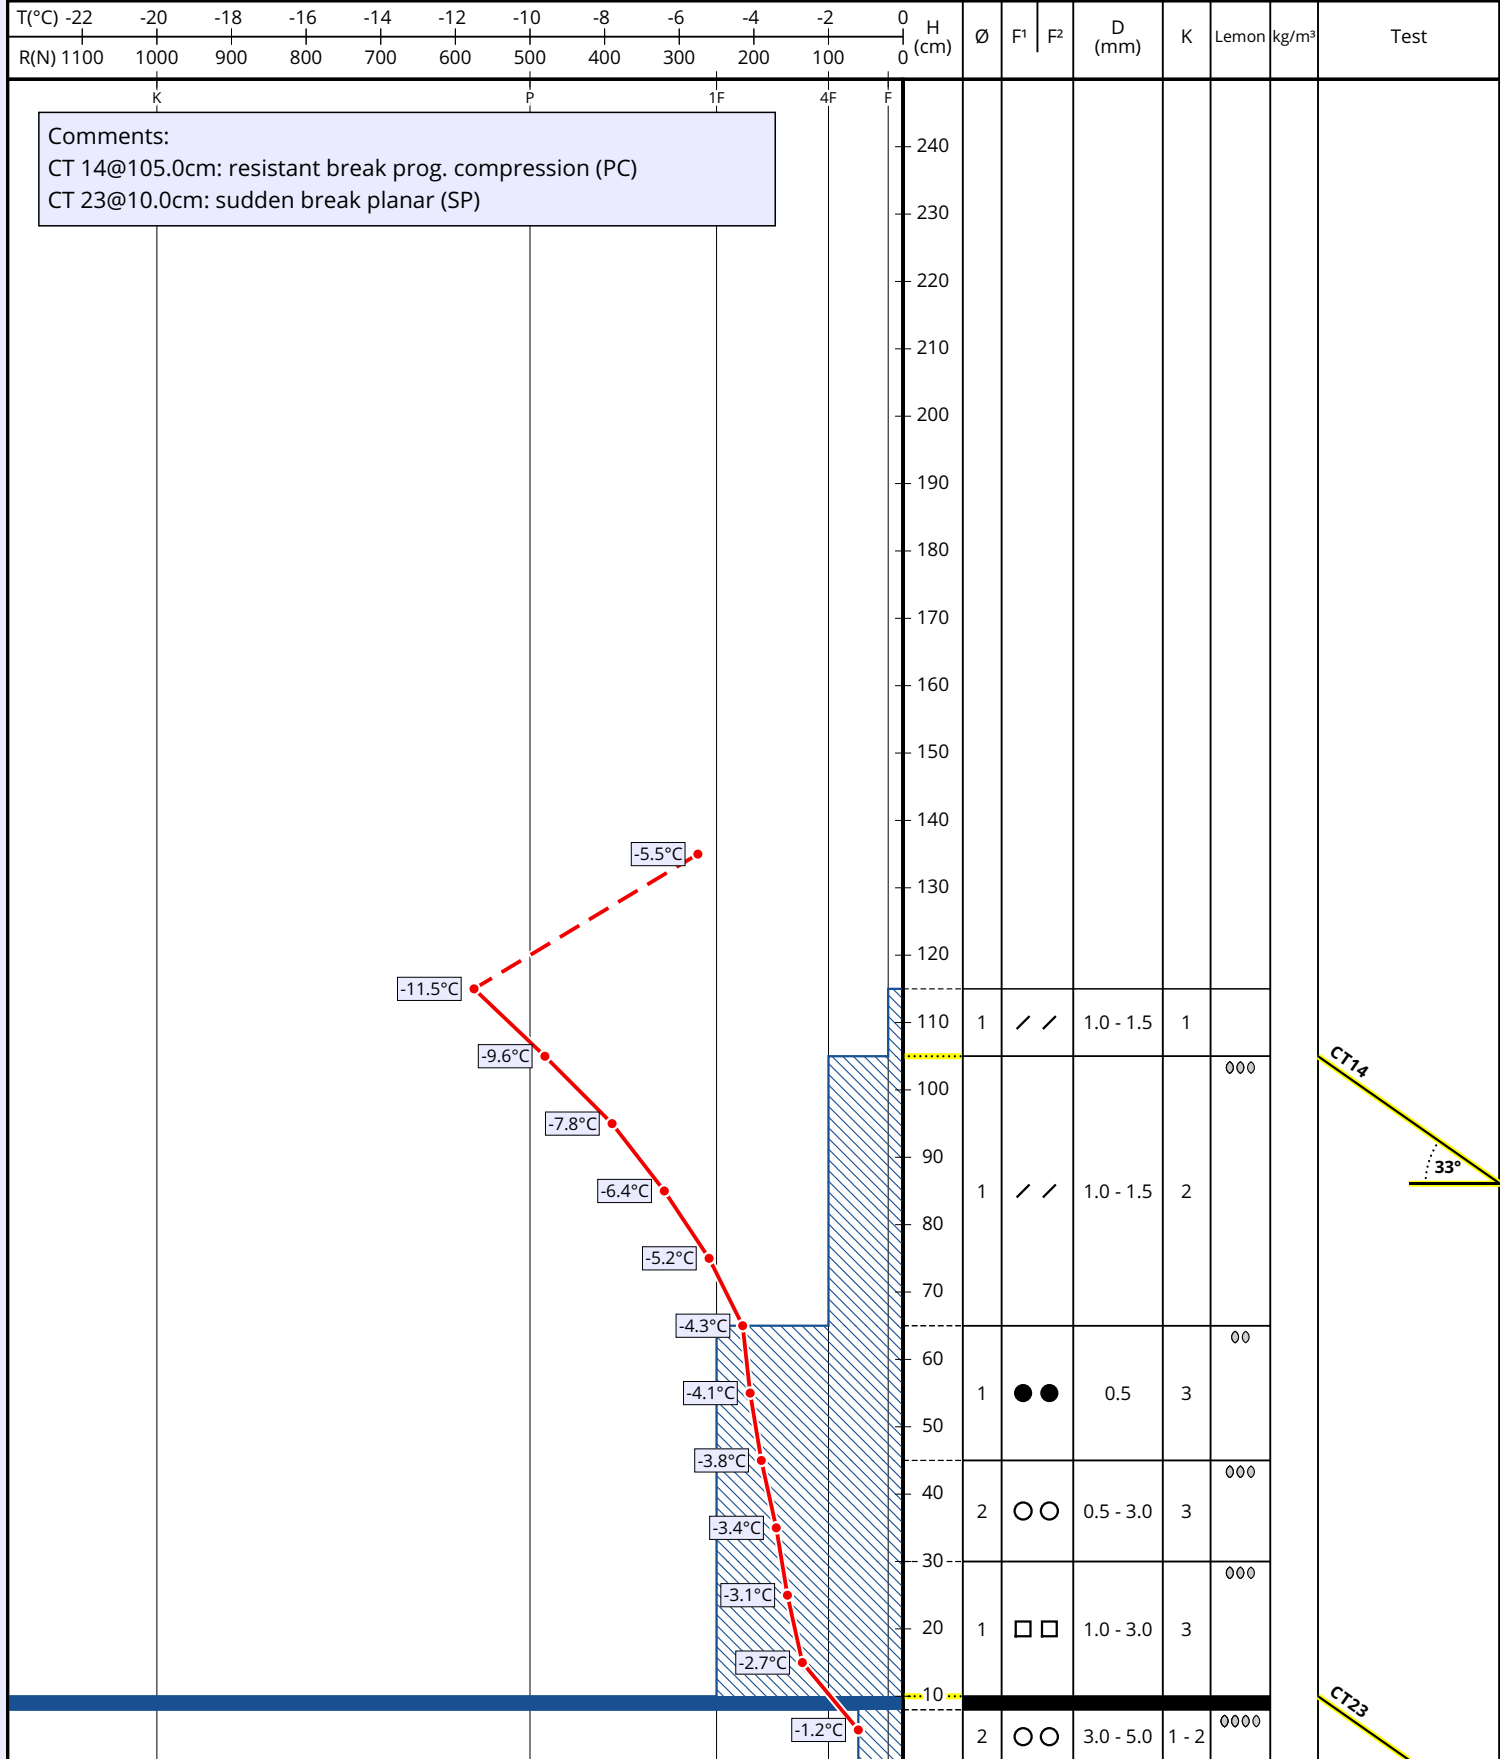 T(°C) -22 -20 -18 -16 -14 -12 -10 -8 -6 -4 -2 0
R(N) 1100 1000 900 800 700 600 500 400 300 200 100 0
H (cm) Ø F¹ F² D (mm) K Lemon kg/m³ Test
K P 1F 4F F
Comments:
CT 14@105.0cm: resistant break prog. compression (PC)
CT 23@10.0cm: sudden break planar (SP)
240
230
220
210
200
190
180
170
160
150
140
-5.5°C
130
120
-11.5°C
110 1 1.0 - 1.5 1
-9.6°C
CT14
100
-7.8°C
90
33°
-6.4°C 1 1.0 - 1.5 2
80
-5.2°C
70
-4.3°C
60
-4.1°C 1 0.5 3
50
-3.8°C
40
2 0.5 - 3.0 3
-3.4°C
30
-3.1°C
20 1 1.0 - 3.0 3
-2.7°C
10
CT23
-1.2°C 2 3.0 - 5.0 1 - 2